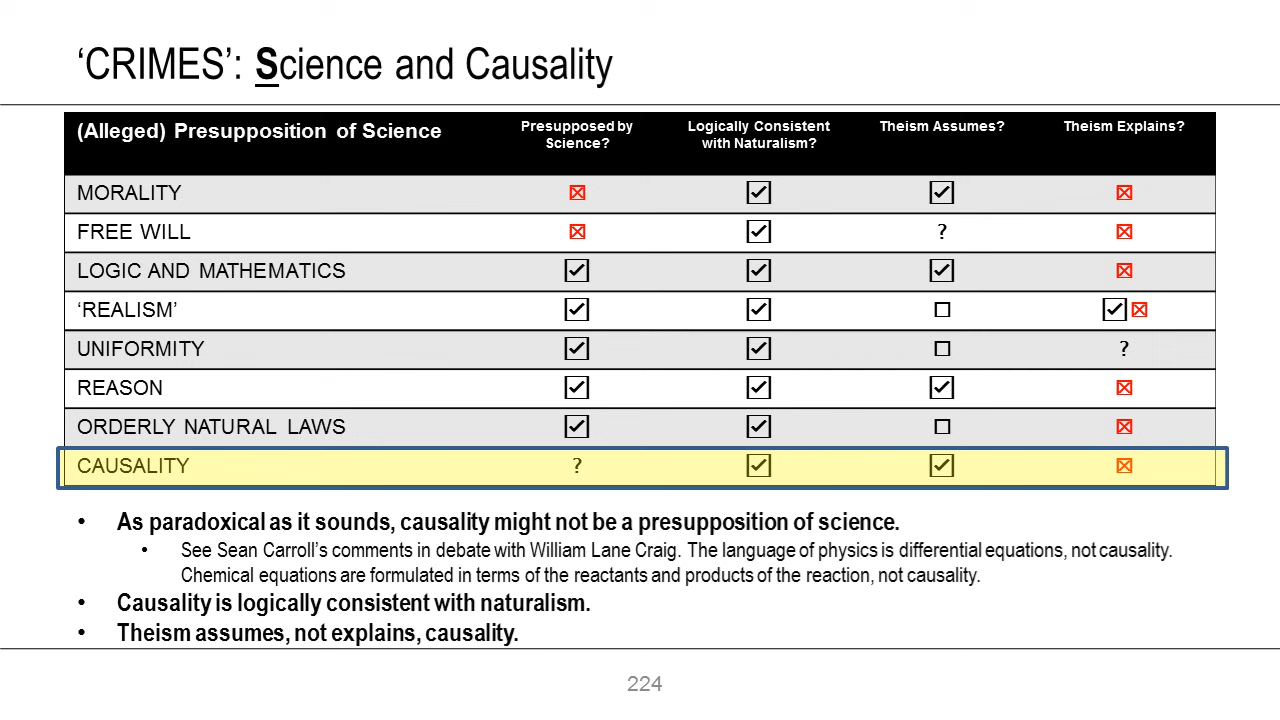 ‘CRIMES’: Science and Causality
(Alleged) Presupposition of Science Presupposed by Science? Logically Consistent with Naturalism? Theism Assumes? Theism Explains?
MORALITY ☒ ☑ ☑ ☒
FREE WILL ☒ ☑ ? ☒
LOGIC AND MATHEMATICS ☑ ☑ ☑ ☒
‘REALISM’ ☑ ☑ ☐ ☑☒
UNIFORMITY ☑ ☑ ☐ ?
REASON ☑ ☑ ☑ ☒
ORDERLY NATURAL LAWS ☑ ☑ ☐ ☒
CAUSALITY ? ☑ ☑ ☒
• As paradoxical as it sounds, causality might not be a presupposition of science.
• See Sean Carroll’s comments in debate with William Lane Craig. The language of physics is differential equations, not causality.
Chemical equations are formulated in terms of the reactants and products of the reaction, not causality.
• Causality is logically consistent with naturalism.
• Theism assumes, not explains, causality.
224